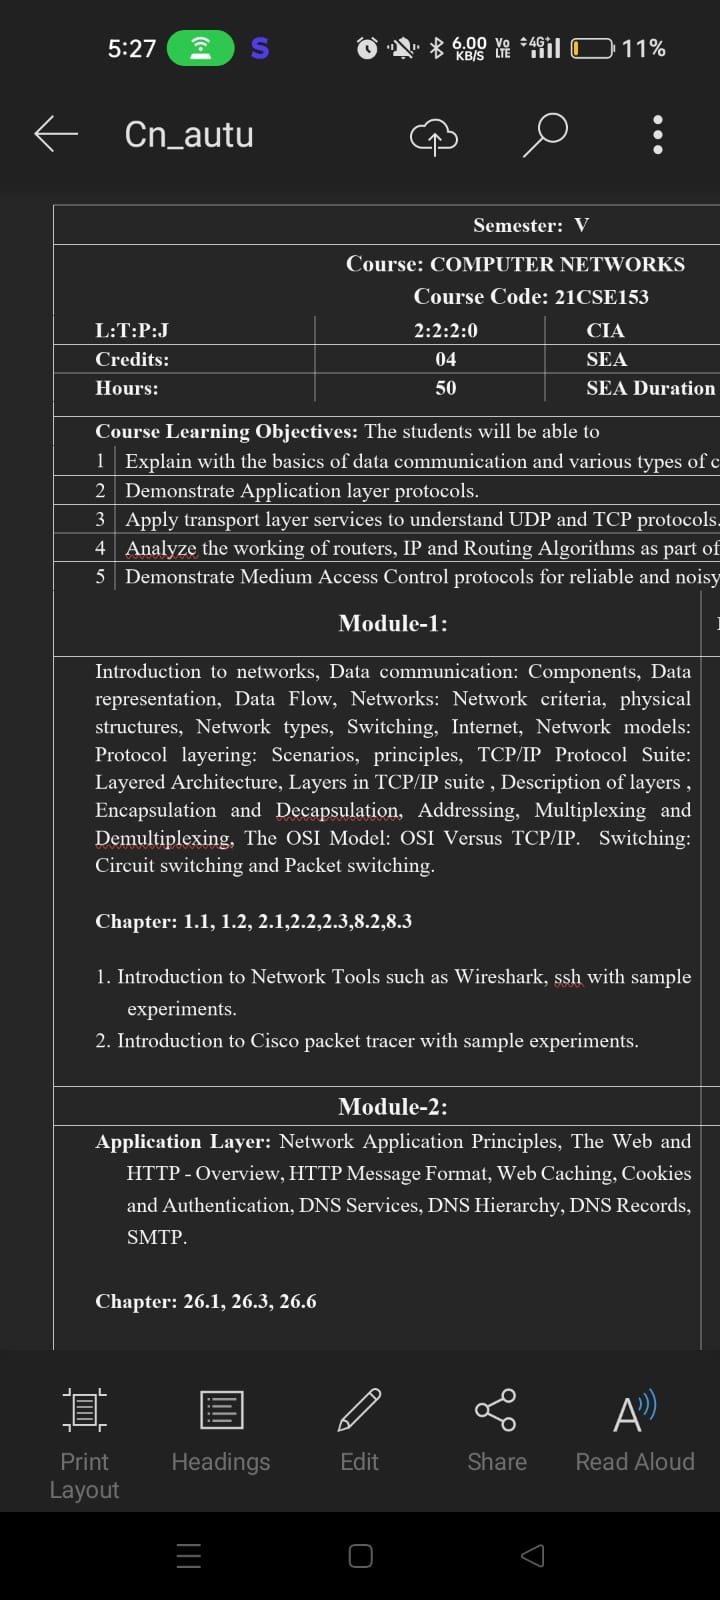 5:27 S 6.00 KB/S Vo LTE 4G+ 11%
Cn_autu
Semester: V
Course: COMPUTER NETWORKS
Course Code: 21CSE153
L:T:P:J 2:2:2:0 CIA
Credits: 04 SEA
Hours: 50 SEA Duration
Course Learning Objectives: The students will be able to
1 Explain with the basics of data communication and various types of c
2 Demonstrate Application layer protocols.
3 Apply transport layer services to understand UDP and TCP protocols.
4 Analyze the working of routers, IP and Routing Algorithms as part of
5 Demonstrate Medium Access Control protocols for reliable and noisy
Module-1:
Introduction to networks, Data communication: Components, Data
representation, Data Flow, Networks: Network criteria, physical
structures, Network types, Switching, Internet, Network models:
Protocol layering: Scenarios, principles, TCP/IP Protocol Suite:
Layered Architecture, Layers in TCP/IP suite , Description of layers ,
Encapsulation and Decapsulation, Addressing, Multiplexing and
Demultiplexing, The OSI Model: OSI Versus TCP/IP. Switching:
Circuit switching and Packet switching.
Chapter: 1.1, 1.2, 2.1,2.2,2.3,8.2,8.3
1. Introduction to Network Tools such as Wireshark, ssh with sample
experiments.
2. Introduction to Cisco packet tracer with sample experiments.
Module-2:
Application Layer: Network Application Principles, The Web and
HTTP - Overview, HTTP Message Format, Web Caching, Cookies
and Authentication, DNS Services, DNS Hierarchy, DNS Records,
SMTP.
Chapter: 26.1, 26.3, 26.6
Print Layout
Headings
Edit
Share
Read Aloud